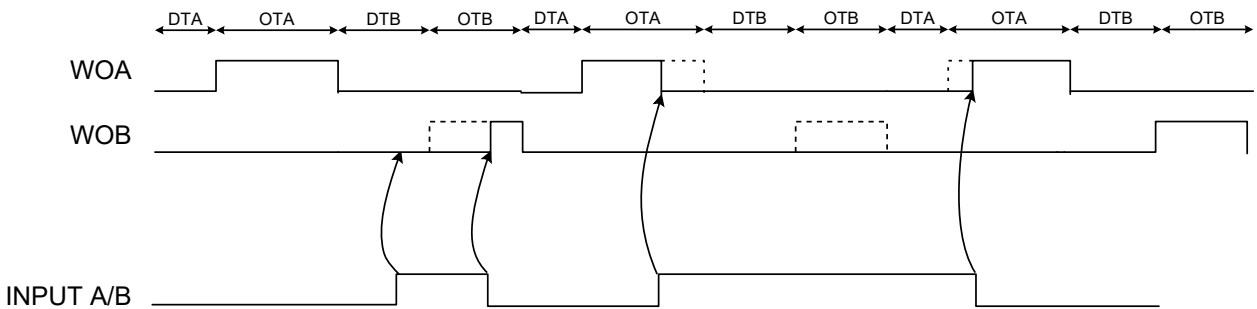 DTA OTA DTB OTB DTA OTA DTB OTB DTA OTA DTB OTB
WOA
WOB
INPUT A/B